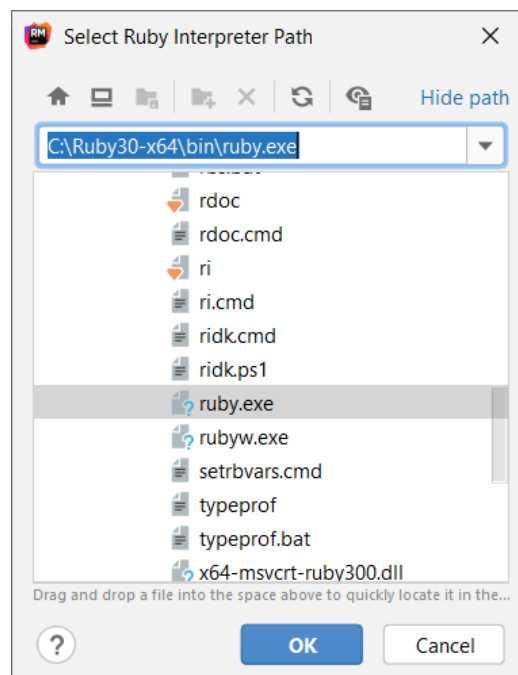 RM
Select Ruby Interpreter Path
Hide path
C:\Ruby30-x64\bin\ruby.exe
rdoc
rdoc.cmd
ri
ri.cmd
ridk.cmd
ridk.ps1
ruby.exe
rubyw.exe
setrbvars.cmd
typeprof
typeprof.bat
x64-msvcrt-ruby300.dll
Drag and drop a file into the space above to quickly locate it in the...
?
OK
Cancel